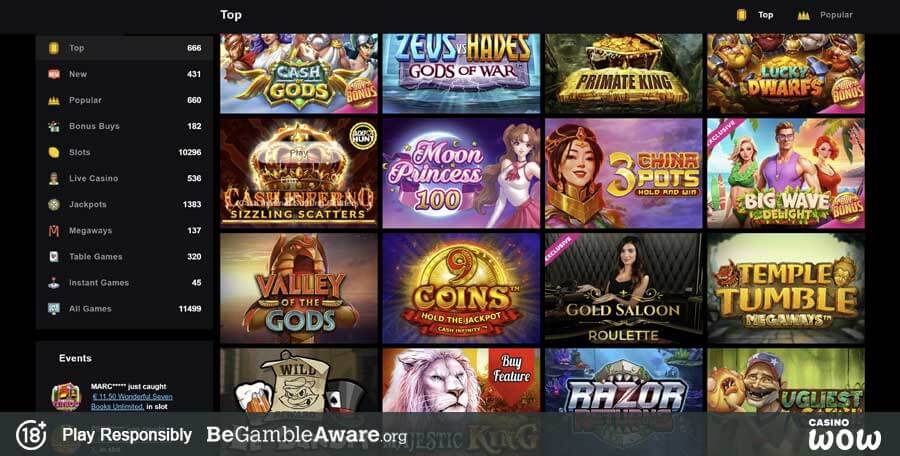 Top
Top
Popular
Top 666
New 431
Popular 660
Bonus Buys 182
Slots 10296
Live Casino 536
Jackpots 1383
Megaways 137
Table Games 320
Instant Games 45
All Games 11499
Events
MARC***** just caught
€ 11.50 Wonderful Seven
Books Unlimited, in slot
CASH
OF
GODS
BUY
BONUS
ZEUS VS HADES
GODS OF WAR
PRIMATE KING
LUCKY
DWARFS
BUY
BONUS
Play
CASH INFERNO
SIZZLING SCATTERS
HUNT
Moon
Princess
100
3 CHINA
POTS
HOLD AND WIN
EXCLUSIVE
BIG WAVE
DELIGHT
BUY
BONUS
VALLEY
OF THE
GODS
9
COINS™
HOLD THE JACKPOT
CASH INFINITY™
EXCLUSIVE
GOLD SALOON
ROULETTE
TEMPLE
TUMBLE
MEGAWAYS™
WILD
Buy
Feature
MAJESTIC KING
RAZOR
RETURNS
UGLIEST
18+
Play Responsibly
BeGambleAware.org
CASINO
WOW